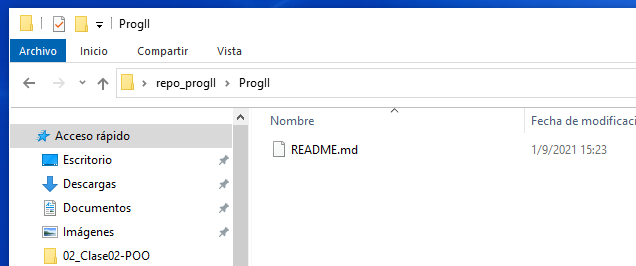 ProgII
Archivo Inicio Compartir Vista
repo_progII ProgII
Nombre Fecha de modificaci
Acceso rápido
README.md 1/9/2021 15:23
Escritorio
Descargas
Documentos
Imágenes
02_Clase02-POO